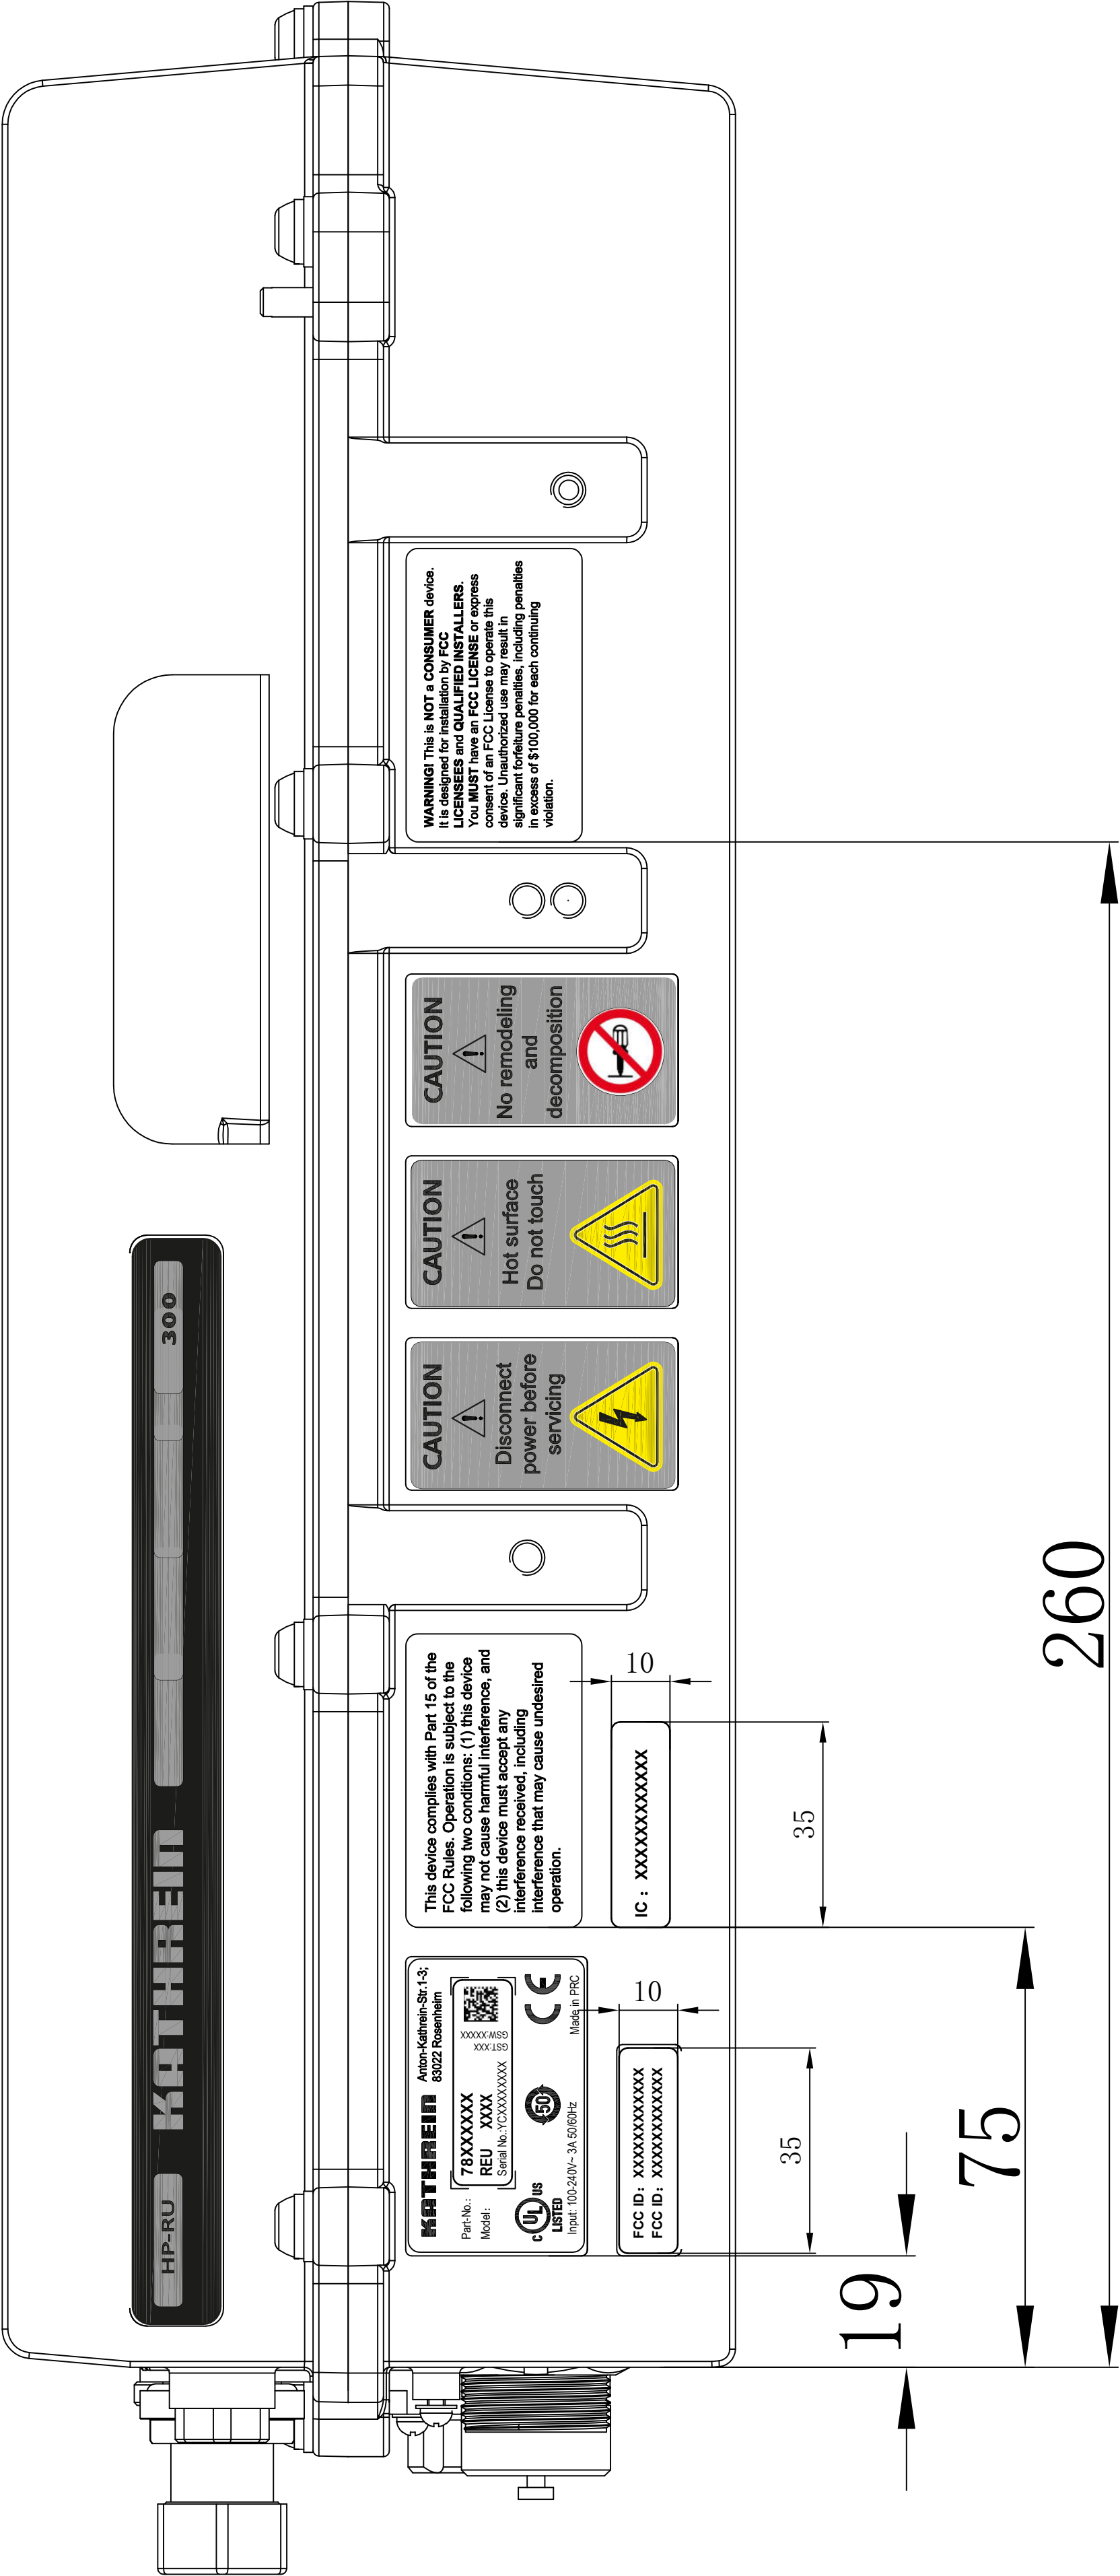 HP-RU
KATHREIN
300
KATHREIN
Anton-Kathrein-Str.1-3;
83022 Rosenheim
Part-No.:
78XXXXXX
Model:
REU XXXX
Serial No.:YCXXXXXXXXX
GST:XXX
GSW:XXXXX
C UL US
LISTED
50
CE
Input: 100-240V~ 3A 50/60Hz
Made in PRC
FCC ID: XXXXXXXXXXXXX
FCC ID: XXXXXXXXXXXXX
This device complies with Part 15 of the
FCC Rules. Operation is subject to the
following two conditions: (1) this device
may not cause harmful interference, and
(2) this device must accept any
interference received, including
interference that may cause undesired
operation.
IC : XXXXXXXXXXXXX
CAUTION
Disconnect
power before
servicing
CAUTION
Hot surface
Do not touch
CAUTION
No remodeling
and
decomposition
WARNING! This is NOT a CONSUMER device.
It is designed for installation by FCC
LICENSEES and QUALIFIED INSTALLERS.
You MUST have an FCC LICENSE or express
consent of an FCC License to operate this
device. Unauthorized use may result in
significant forfeiture penalties, including penalties
in excess of $100,000 for each continuing
violation.
10
35
10
35
19
75
260